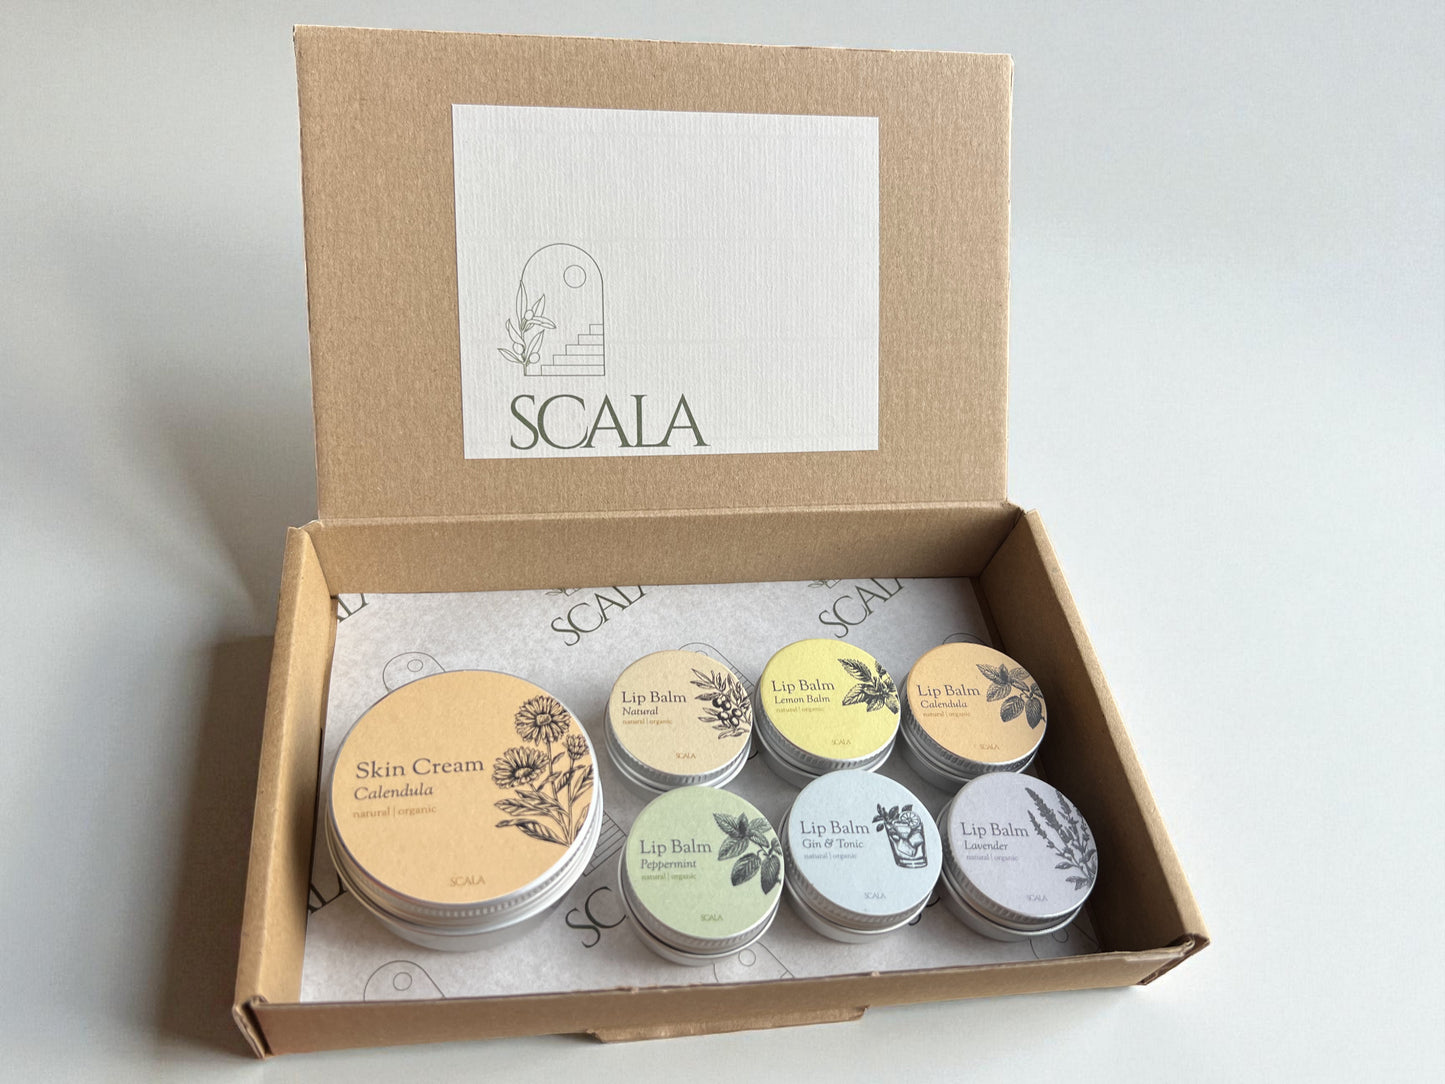 SCALA
SCALA
SCALA
Skin Cream
Calendula
natural | organic
SCALA
Lip Balm
Natural
natural | organic
SCALA
Lip Balm
Lemon Balm
natural | organic
SCALA
Lip Balm
Calendula
natural | organic
SCALA
Lip Balm
Peppermint
natural | organic
SCALA
Lip Balm
Gin & Tonic
natural | organic
SCALA
Lip Balm
Lavender
natural | organic
SCALA